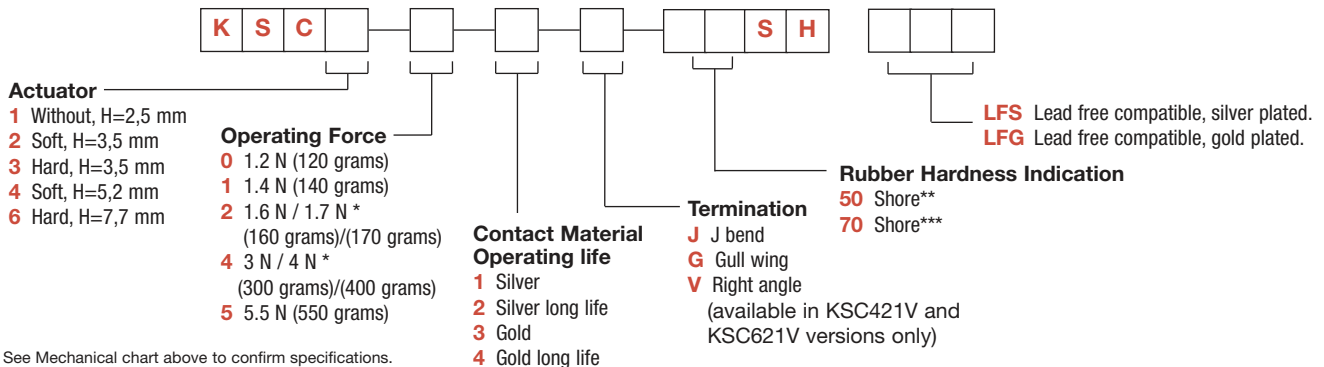 K S C S H
Actuator
1 Without, H=2,5 mm
2 Soft, H=3,5 mm
3 Hard, H=3,5 mm
4 Soft, H=5,2 mm
6 Hard, H=7,7 mm
Operating Force
0 1.2 N (120 grams)
1 1.4 N (140 grams)
2 1.6 N / 1.7 N *
(160 grams)/(170 grams)
4 3 N / 4 N *
(300 grams)/(400 grams)
5 5.5 N (550 grams)
Contact Material
Operating life
1 Silver
2 Silver long life
3 Gold
4 Gold long life
Termination
J J bend
G Gull wing
V Right angle
(available in KSC421V and
KSC621V versions only)
Rubber Hardness Indication
50 Shore**
70 Shore***
LFS Lead free compatible, silver plated.
LFG Lead free compatible, gold plated.
See Mechanical chart above to confirm specifications.